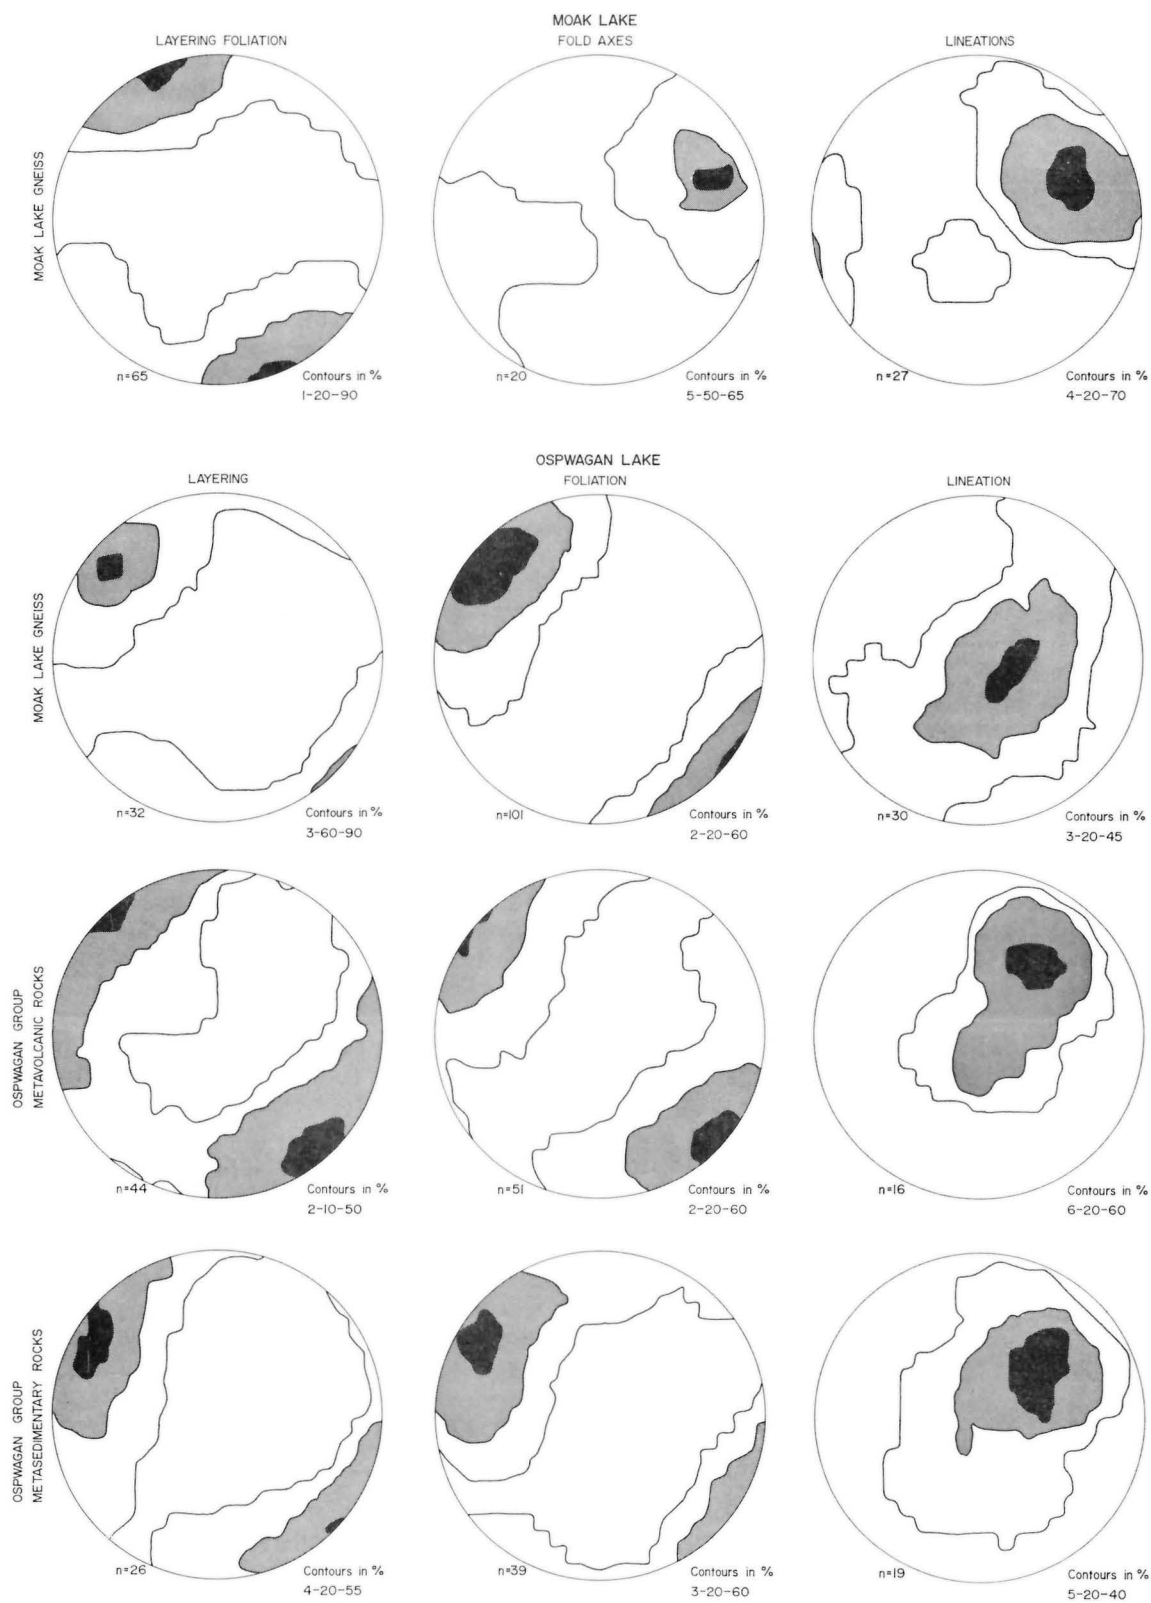 MOAK LAKE
LAYERING FOLIATION
FOLD AXES
LINEATIONS
MOAK LAKE GNEISS
n=65
Contours in %
1-20-90
n=20
Contours in %
5-50-65
n=27
Contours in %
4-20-70
OSPWAGAN LAKE
LAYERING
FOLIATION
LINEATION
MOAK LAKE GNEISS
n=32
Contours in %
3-60-90
n=101
Contours in %
2-20-60
n=30
Contours in %
3-20-45
OSPWAGAN GROUP
METAVOLCANIC ROCKS
n=44
Contours in %
2-10-50
n=51
Contours in %
2-20-60
n=16
Contours in %
6-20-60
OSPWAGAN GROUP
METASEDIMENTARY ROCKS
n=26
Contours in %
4-20-55
n=39
Contours in %
3-20-60
n=19
Contours in %
5-20-40